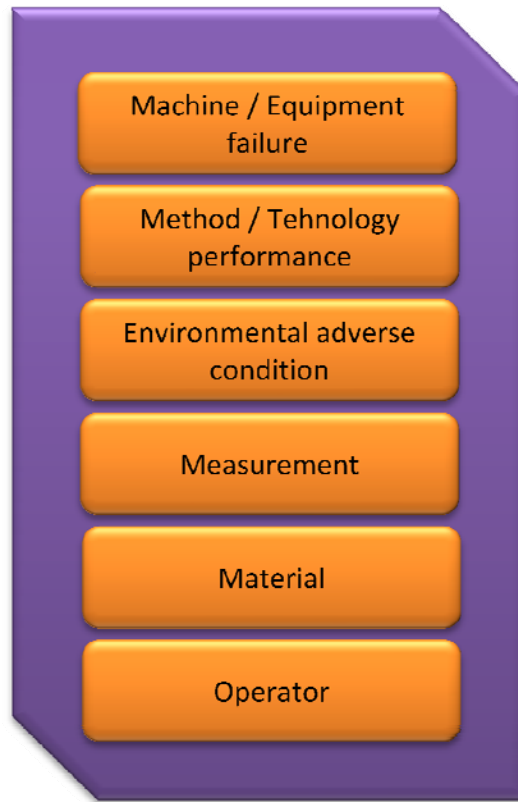 Machine / Equipment
failure
Method / Tehnology
performance
Environmental adverse
condition
Measurement
Material
Operator